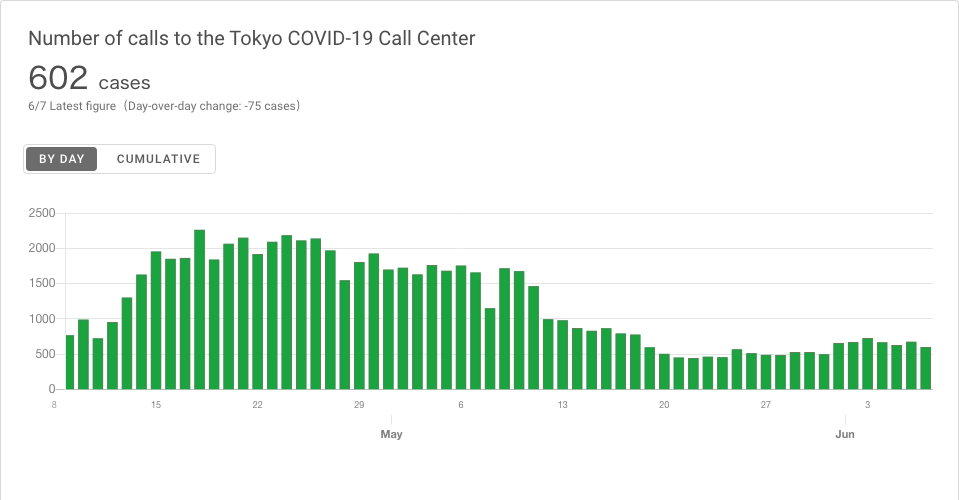 Number of calls to the Tokyo COVID-19 Call Center
602 cases
6/7 Latest figure（Day-over-day change: -75 cases）
BY DAY CUMULATIVE
2500
2000
1500
1000
500
0
8 15 22 29 6 13 20 27 3
May Jun